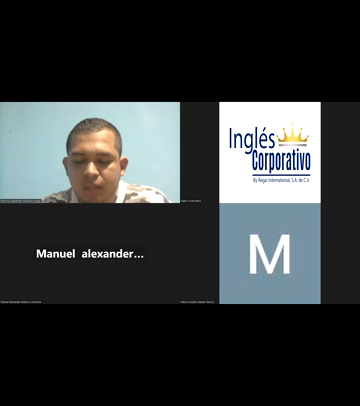 Inglés
Corporativo
By Regal International, S.A. de C.V.
Manuel alexander...
M